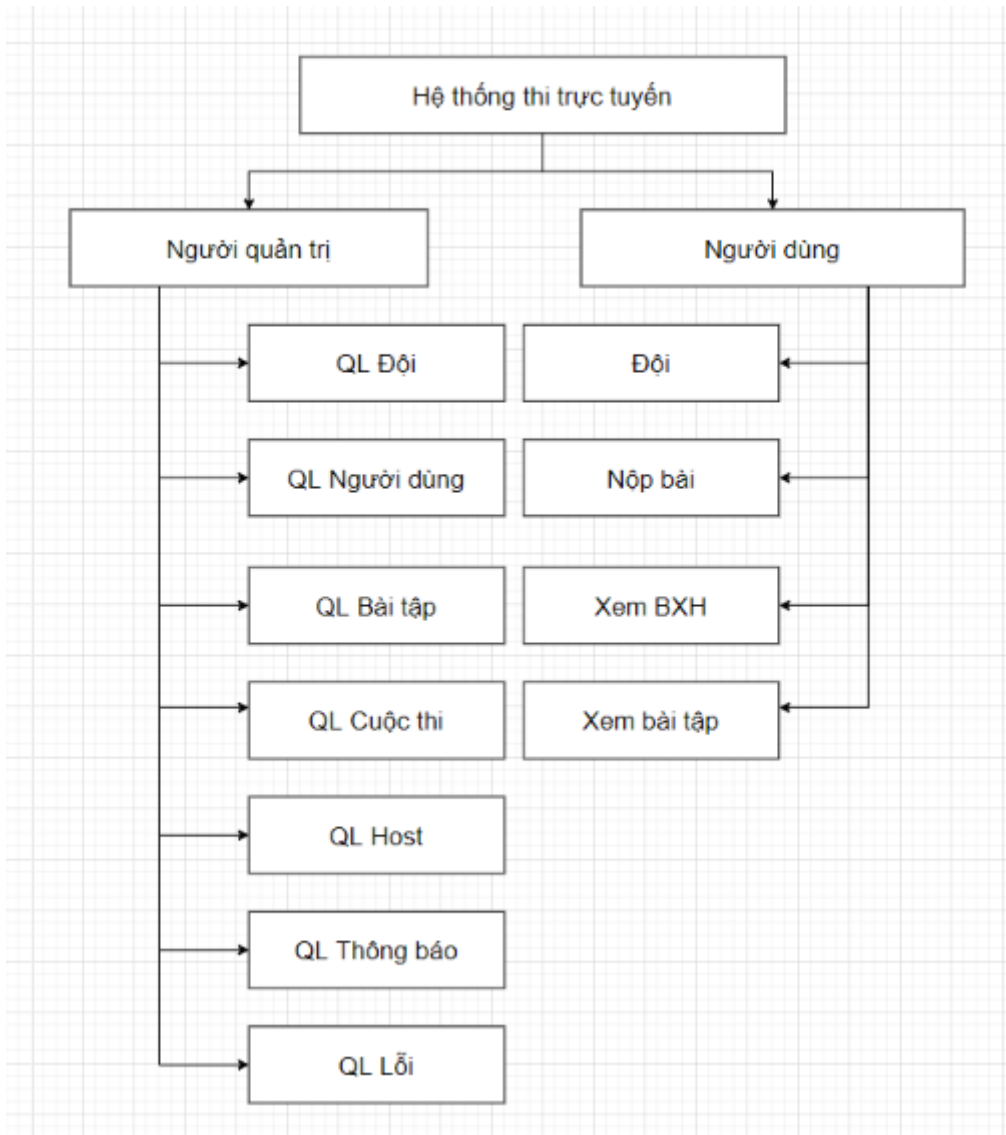 Hệ thống thi trực tuyến
Người quản trị
Người dùng
QL Đội
Đội
QL Người dùng
Nộp bài
QL Bài tập
Xem BXH
QL Cuộc thi
Xem bài tập
QL Host
QL Thông báo
QL Lỗi